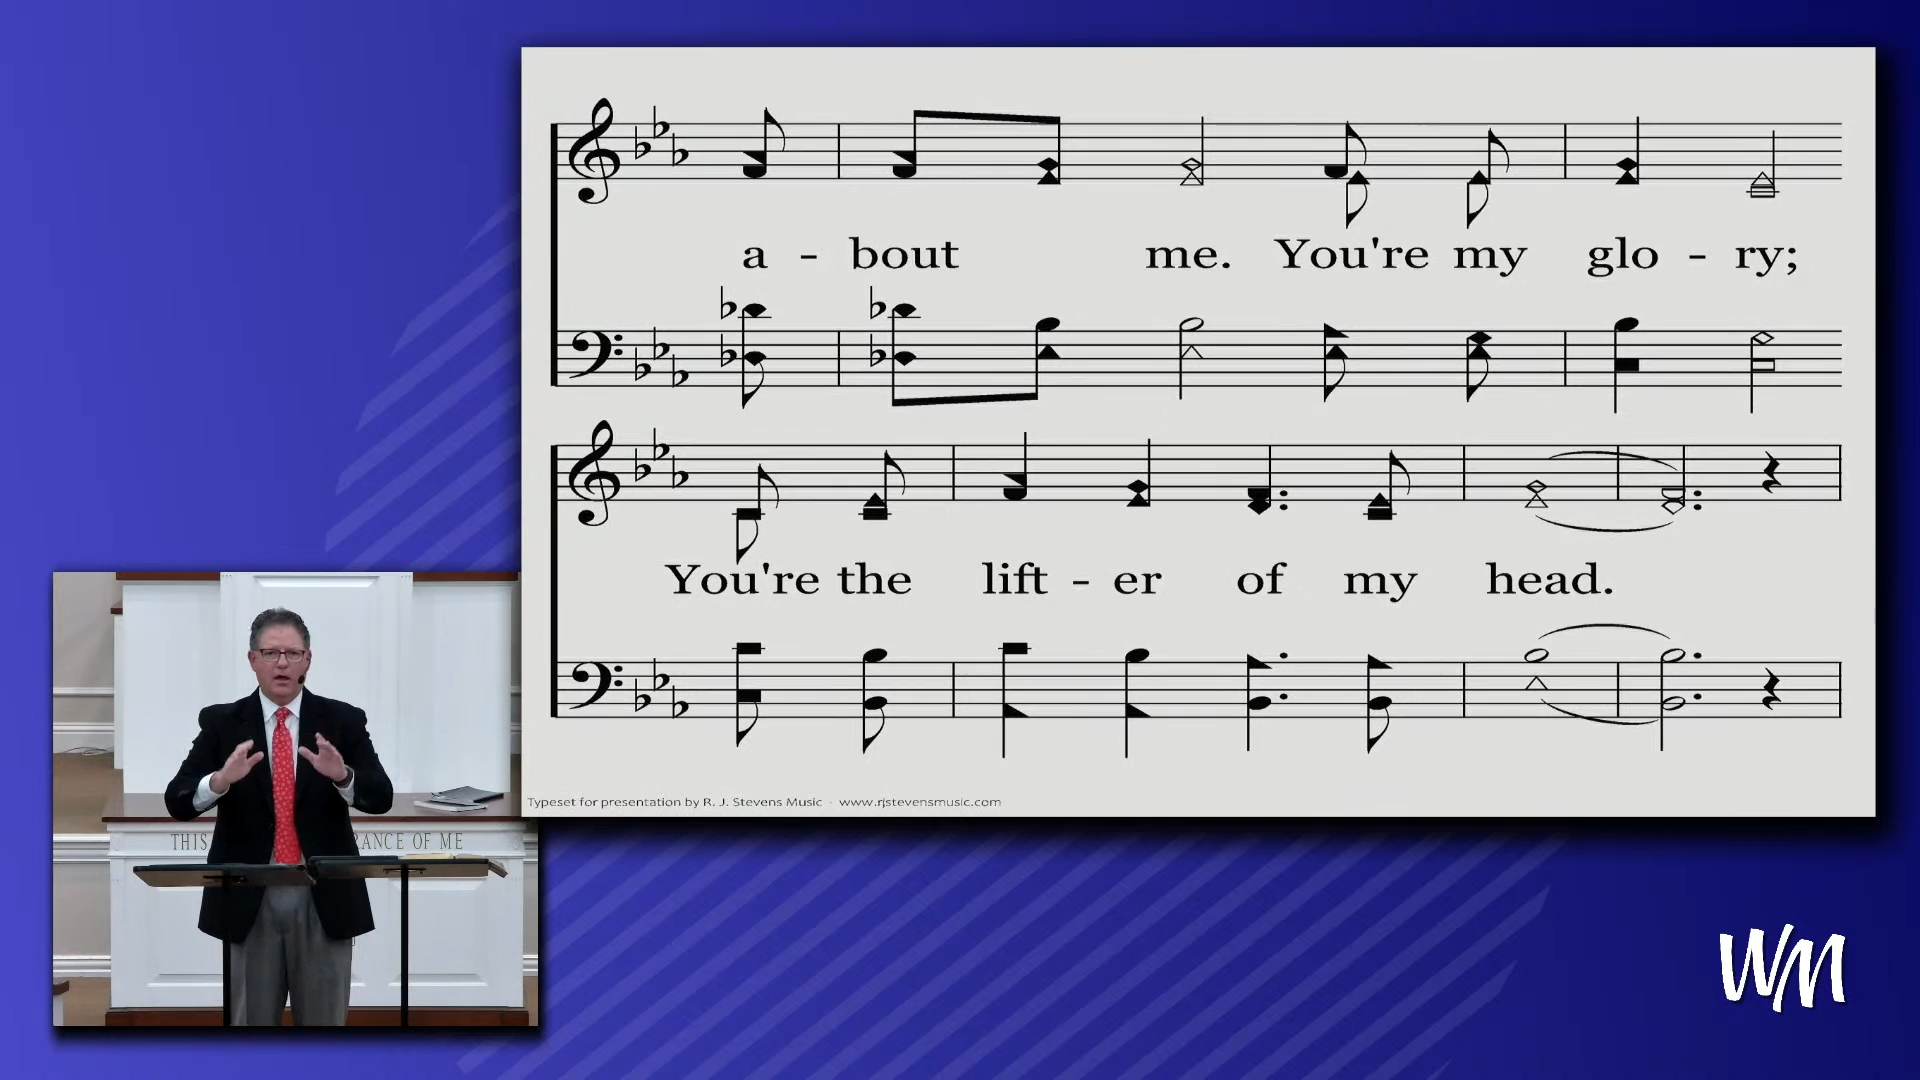 a - bout me. You're my glo - ry;
You're the lift - er of my head.
Typeset for presentation by R. J. Stevens Music - www.rjstevensmusic.com
THIS RANCE OF ME
WM